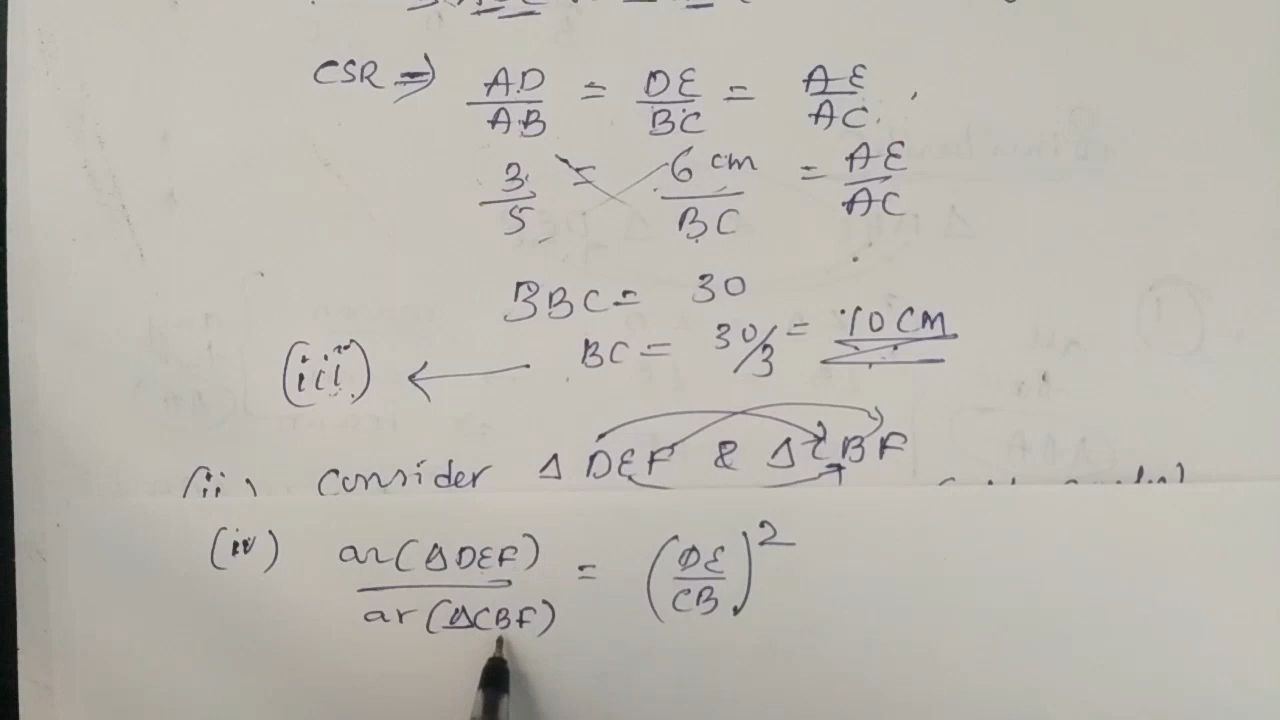 CSR ⇒ AD/AB = DE/BC = AE/AC.
3/5 = 6 cm/BC = AE/AC
3BC = 30
BC = 30/3 = 10 CM
(iii) ←
(ii) consider Δ DEF & Δ CBF
(iv) ar(ΔDEF)/ar(ΔCBF) = (DE/CB)²